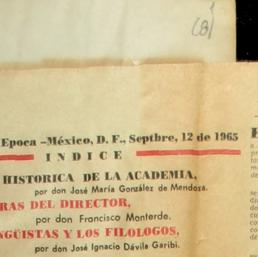 (8)
Epoca -México, D. F., Septbre, 12 de 1965
INDICE
HISTORICA DE LA ACADEMIA,
por don José María González de Mendoza.
RAS DEL DIRECTOR,
por don Francisco Monterde.
NGÜISTAS Y LOS FILOLOGOS,
por don José Ignacio Dávila Garibi.